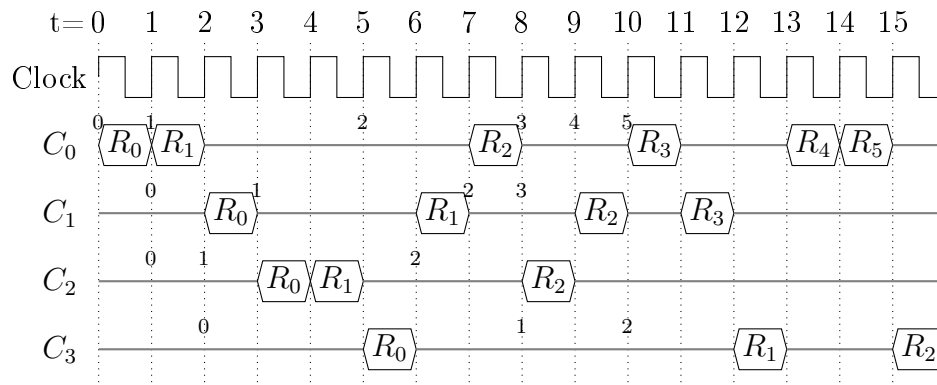 t= 0 1 2 3 4 5 6 7 8 9 10 11 12 13 14 15
Clock
0 1 2 3 4 5
C₀ R₀ R₁ R₂ R₃ R₄ R₅
0 1 2 3
C₁ R₀ R₁ R₂ R₃
0 1 2
C₂ R₀ R₁ R₂
0 1 2
C₃ R₀ R₁ R₂